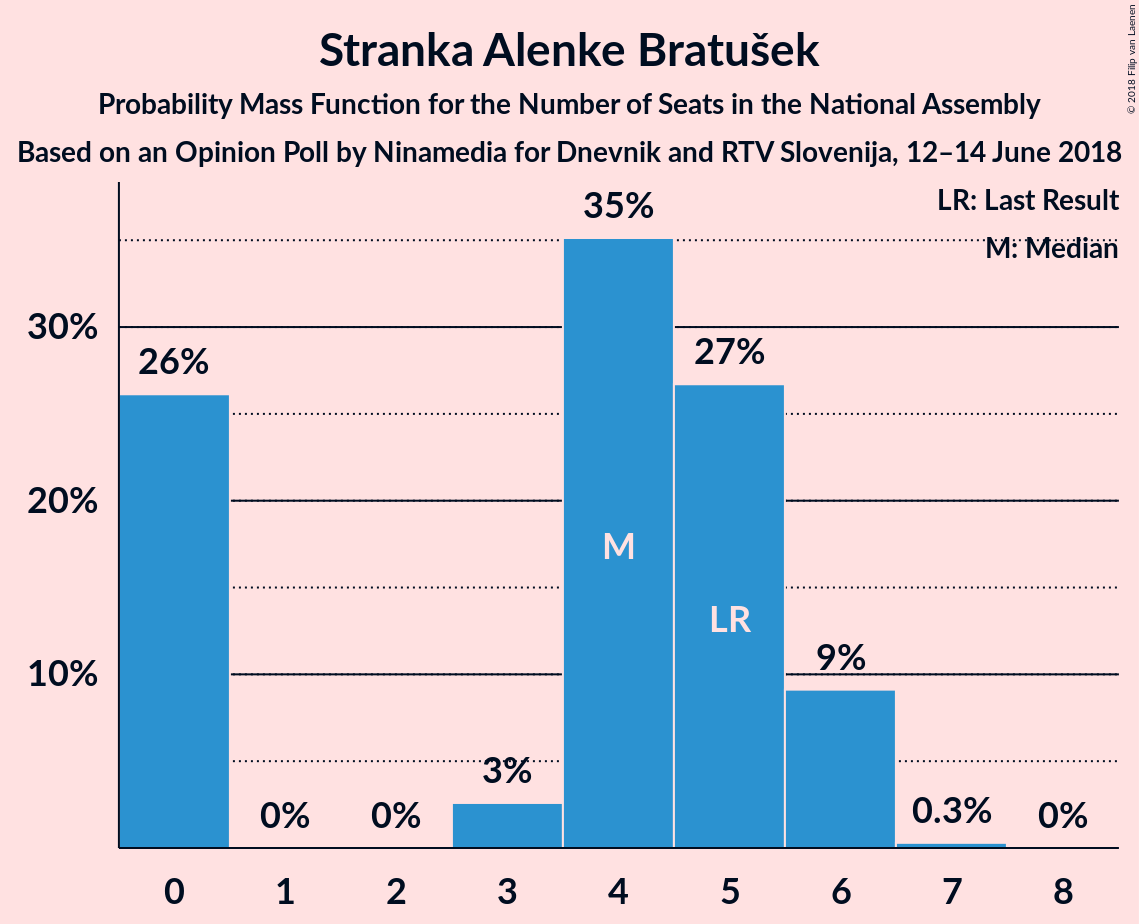 Stranka Alenke Bratušek
Probability Mass Function for the Number of Seats in the National Assembly
Based on an Opinion Poll by Ninamedia for Dnevnik and RTV Slovenija, 12–14 June 2018
© 2018 Filip van Laenen
LR: Last Result
M: Median
35%
30%
27%
26%
20%
M
LR
10%
9%
3%
0%
0%
0.3%
0%
0 1 2 3 4 5 6 7 8